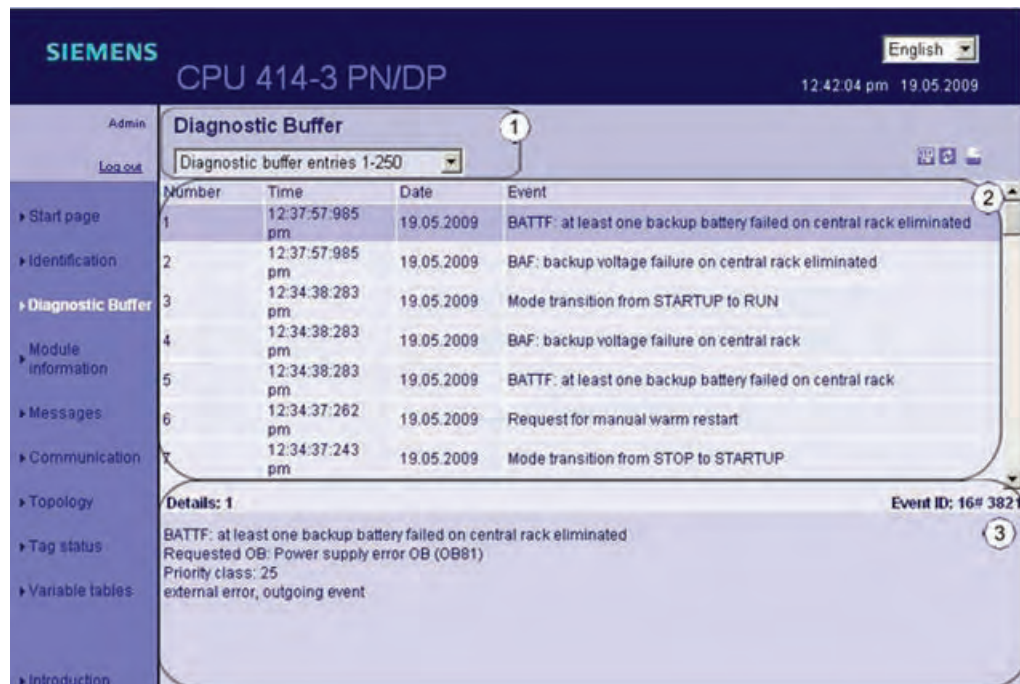 SIEMENS
CPU 414-3 PN/DP
English
12:42:04 pm 19.05.2009
Admin
Log out
Diagnostic Buffer
1
Diagnostic buffer entries 1-250
Start page
Identification
Diagnostic Buffer
Module information
Messages
Communication
Topology
Tag status
Variable tables
Introduction
Number Time Date Event
2
1 12:37:57:985 pm 19.05.2009 BATTF: at least one backup battery failed on central rack eliminated
2 12:37:57:985 pm 19.05.2009 BAF: backup voltage failure on central rack eliminated
3 12:34:38:283 pm 19.05.2009 Mode transition from STARTUP to RUN
4 12:34:38:283 pm 19.05.2009 BAF: backup voltage failure on central rack
5 12:34:38:283 pm 19.05.2009 BATTF: at least one backup battery failed on central rack
6 12:34:37:262 pm 19.05.2009 Request for manual warm restart
7 12:34:37:243 pm 19.05.2009 Mode transition from STOP to STARTUP
Details: 1 Event ID: 16# 3821
3
BATTF: at least one backup battery failed on central rack eliminated
Requested OB: Power supply error OB (OB81)
Priority class: 25
external error, outgoing event